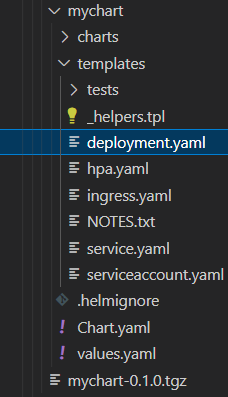 mychart
charts
templates
tests
_helpers.tpl
deployment.yaml
hpa.yaml
ingress.yaml
NOTES.txt
service.yaml
serviceaccount.yaml
.helmignore
Chart.yaml
values.yaml
mychart-0.1.0.tgz